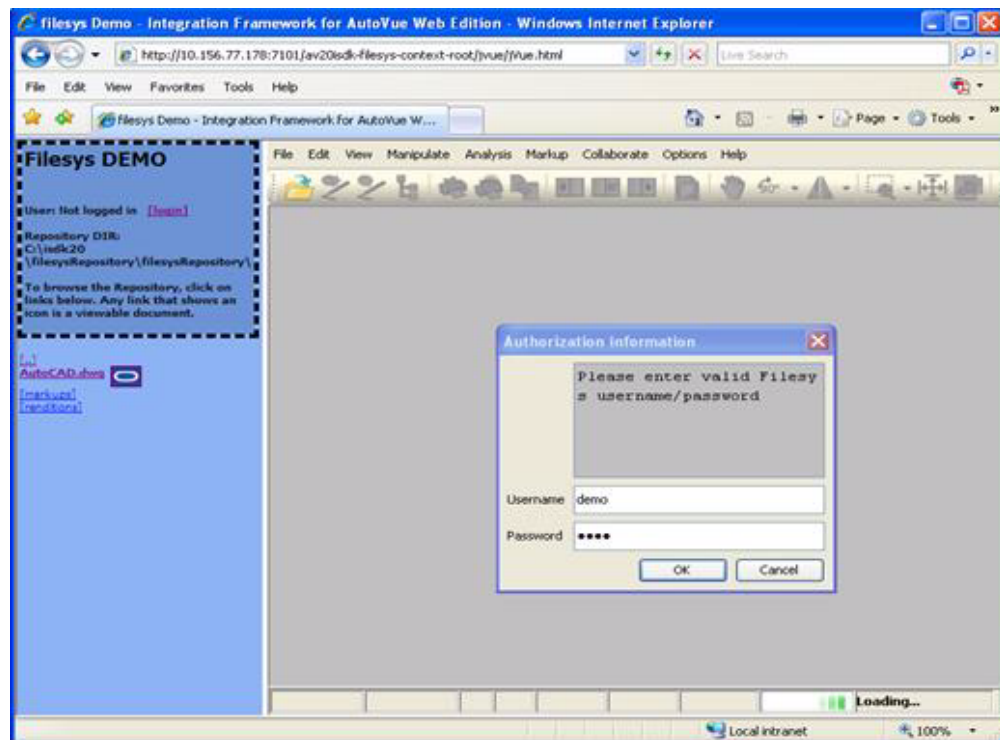 filesys Demo - Integration Framework for AutoVue Web Edition - Windows Internet Explorer
http://10.156.77.178:7101/av20isdk-filesys-context-root/jvue/jVue.html
Live Search
File Edit View Favorites Tools Help
filesys Demo - Integration Framework for AutoVue W...
Page Tools
Filesys DEMO
User: Not logged in [login]
Repository DIR:
C:\isdk20
\filesysRepository\filesysRepository\
To browse the Repository, click on
links below. Any link that shows an
icon is a viewable document.
[..]
AutoCAD.dwg
[markups]
[renditions]
File Edit View Manipulate Analysis Markup Collaborate Options Help
90°
Authorization Information
Please enter valid Filesy
s username/password
Username demo
Password ••••
OK Cancel
Loading...
Local intranet 100%